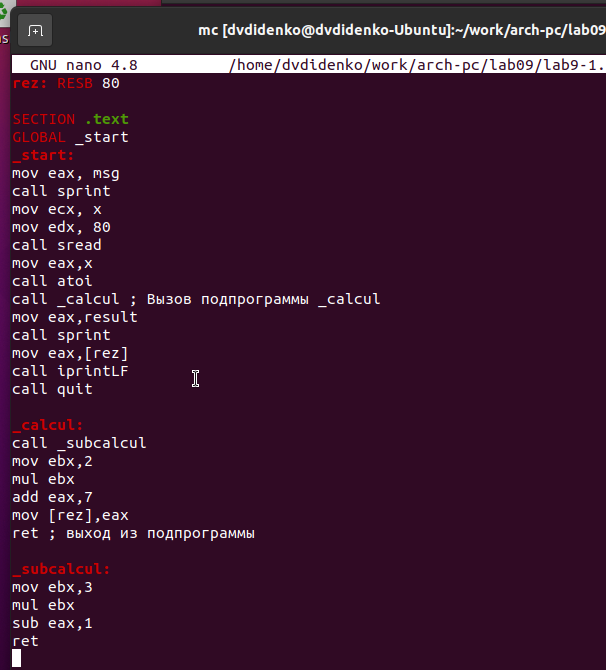 mc [dvdidenko@dvdidenko-Ubuntu]:~/work/arch-pc/lab09
GNU nano 4.8 /home/dvdidenko/work/arch-pc/lab09/lab9-1.
rez: RESB 80
SECTION .text
GLOBAL _start
_start:
mov eax, msg
call sprint
mov ecx, x
mov edx, 80
call sread
mov eax,x
call atoi
call _calcul ; Вызов подпрограммы _calcul
mov eax,result
call sprint
mov eax,[rez]
call iprintLF
call quit
_calcul:
call _subcalcul
mov ebx,2
mul ebx
add eax,7
mov [rez],eax
ret ; выход из подпрограммы
_subcalcul:
mov ebx,3
mul ebx
sub eax,1
ret